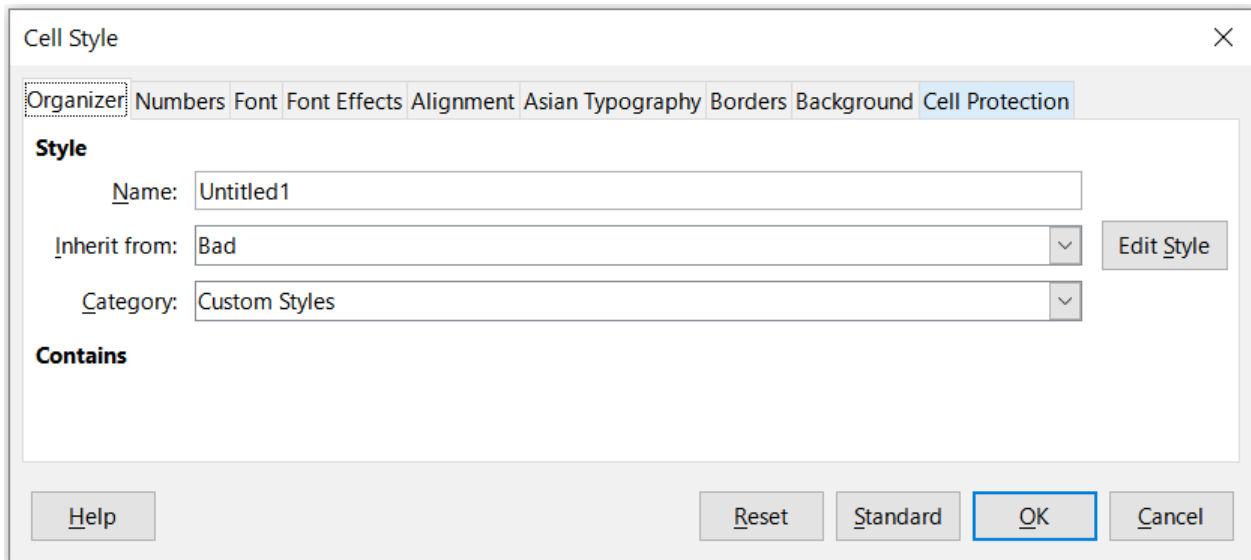 Cell Style
Organizer Numbers Font Font Effects Alignment Asian Typography Borders Background Cell Protection
Style
Name: Untitled1
Inherit from: Bad Edit Style
Category: Custom Styles
Contains
Help Reset Standard OK Cancel